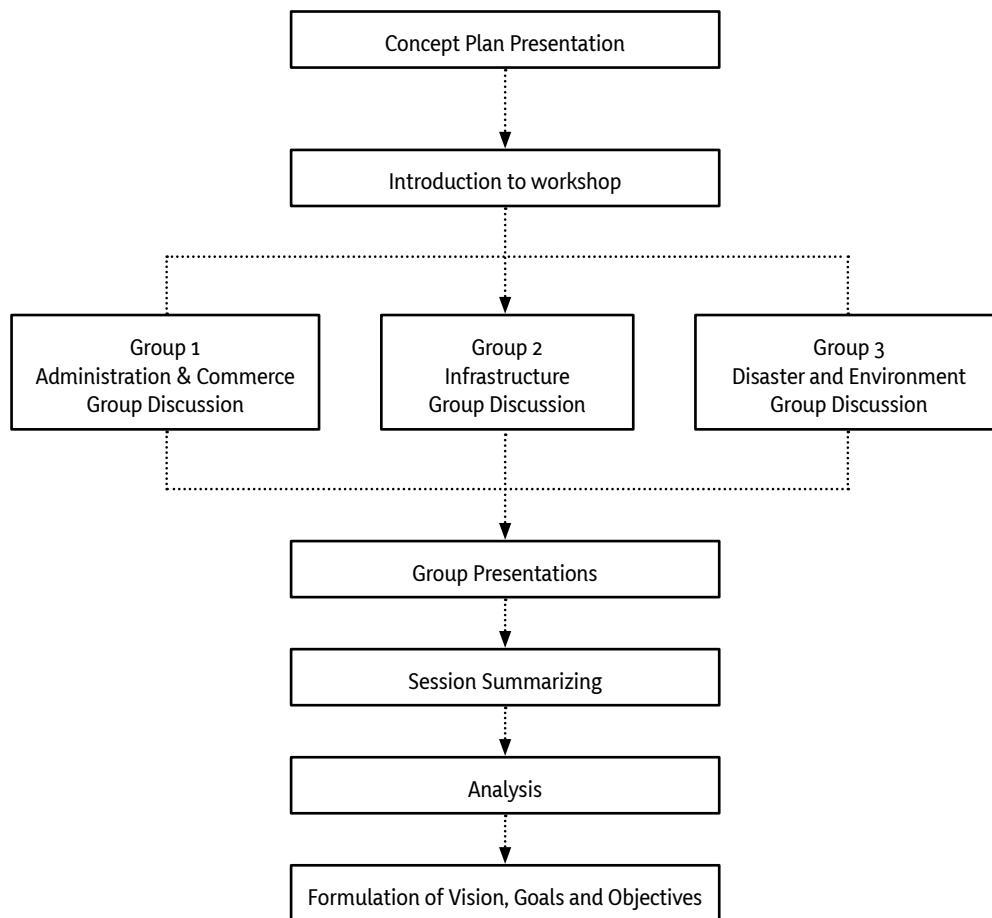 Concept Plan Presentation
Introduction to workshop
Group 1
Administration & Commerce
Group Discussion
Group 2
Infrastructure
Group Discussion
Group 3
Disaster and Environment
Group Discussion
Group Presentations
Session Summarizing
Analysis
Formulation of Vision, Goals and Objectives